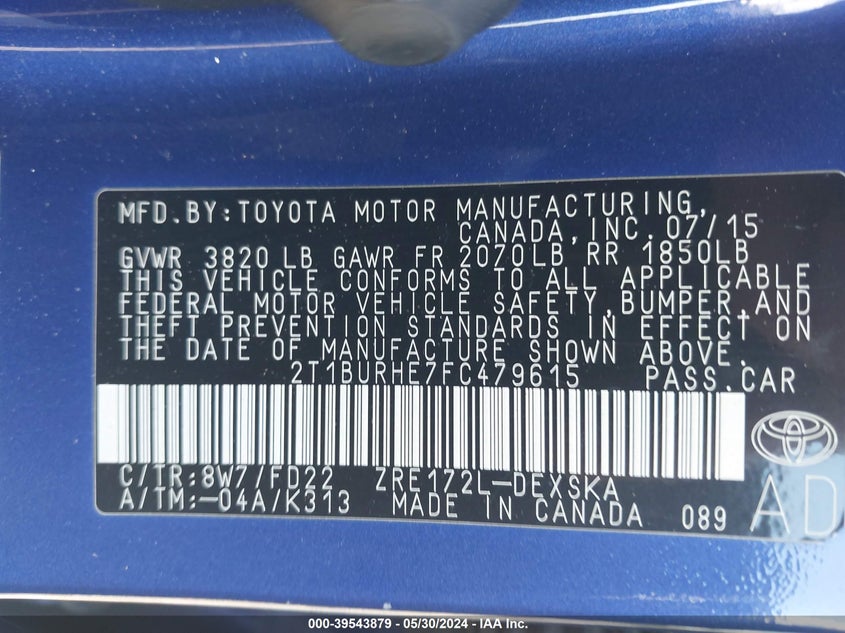 MFD.BY:TOYOTA MOTOR MANUFACTURING,
CANADA,INC. 07/15
GVWR 3820 LB GAWR FR 2070LB RR 1850LB
THIS VEHICLE CONFORMS TO ALL APPLICABLE
FEDERAL MOTOR VEHICLE SAFETY,BUMPER,AND
THEFT PREVENTION STANDARDS IN EFFECT ON
THE DATE OF MANUFACTURE SHOWN ABOVE.
2T1BURHE7FC479615 PASS.CAR
C/TR:8W7/FD22 ZRE172L-DEXSKA
A/TM:-04A/K313 MADE IN CANADA 089
AD
000-39543879 - 05/30/2024 - IAA Inc.